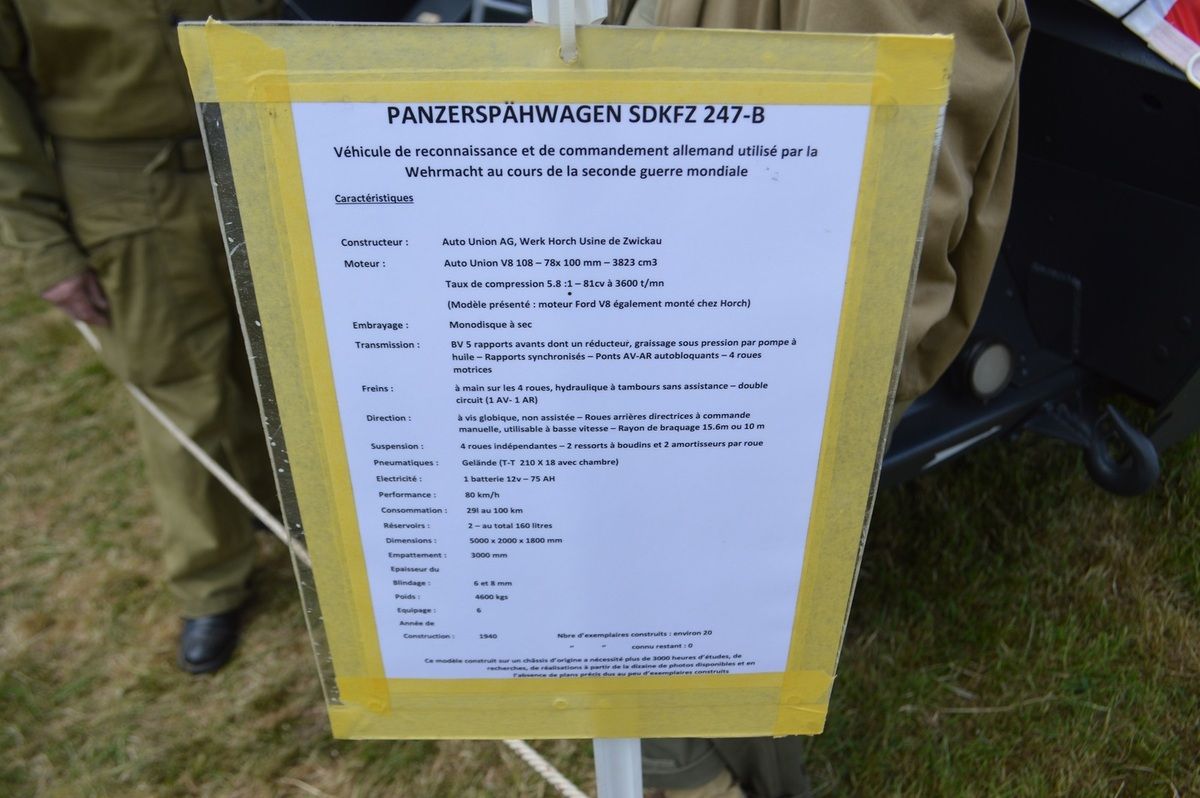 PANZERSPÄHWAGEN SDKFZ 247-B
Véhicule de reconnaissance et de commandement allemand utilisé par la
Wehrmacht au cours de la seconde guerre mondiale
Caractéristiques
Constructeur : Auto Union AG, Werk Horch Usine de Zwickau
Moteur : Auto Union V8 108 – 78x 100 mm – 3823 cm3
Taux de compression 5.8 :1 – 81cv à 3600 t/mn
(Modèle présenté : moteur Ford V8 également monté chez Horch)
Embrayage : Monodisque à sec
Transmission : BV 5 rapports avants dont un réducteur, graissage sous pression par pompe à
huile – Rapports synchronisés – Ponts AV-AR autobloquants – 4 roues
motrices
Freins : à main sur les 4 roues, hydraulique à tambours sans assistance – double
circuit (1 AV- 1 AR)
Direction : à vis globique, non assistée – Roues arrières directrices à commande
manuelle, utilisable à basse vitesse – Rayon de braquage 15.6m ou 10 m
Suspension : 4 roues indépendantes – 2 ressorts à boudins et 2 amortisseurs par roue
Pneumatiques : Gelände (T-T 210 X 18 avec chambre)
Electricité : 1 batterie 12v – 75 AH
Performance : 80 km/h
Consommation : 29l au 100 km
Réservoirs : 2 – au total 160 litres
Dimensions : 5000 x 2000 x 1800 mm
Empattement : 3000 mm
Epaisseur du
Blindage : 6 et 8 mm
Poids : 4600 kgs
Equipage : 6
Année de
Construction : 1940 Nbre d'exemplaires construits : environ 20
" " connu restant : 0
Ce modèle construit sur un châssis d'origine a nécessité plus de 3000 heures d'études, de
recherches, de réalisations à partir de la dizaine de photos disponibles et en
l'absence de plans précis dus au peu d'exemplaires construits